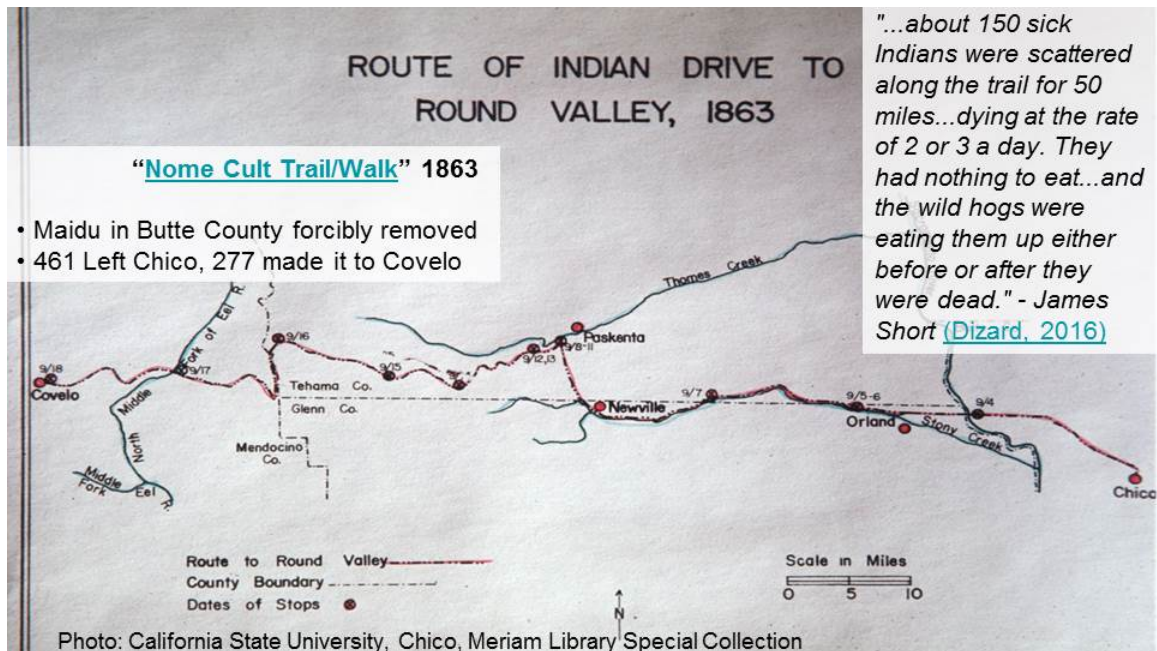 ROUTE OF INDIAN DRIVE TO
ROUND VALLEY, 1863
"...about 150 sick
Indians were scattered
along the trail for 50
miles...dying at the rate
of 2 or 3 a day. They
had nothing to eat...and
the wild hogs were
eating them up either
before or after they
were dead." - James
Short (Dizard, 2016)
“Nome Cult Trail/Walk” 1863
• Maidu in Butte County forcibly removed
• 461 Left Chico, 277 made it to Covelo
Thomes Creek
Paskenta
9/8-11
9/12,13
9/16
9/15
Fork of Eel R.
9/17
9/18
Covelo
Middle
Tehama Co.
Glenn Co.
Newville
9/7
9/5-6
9/4
Orland
Stony Creek
Mendocino
Co.
North
Middle
Fork
Eel R.
Chico
Route to Round Valley
County Boundary
Dates of Stops
Scale in Miles
0 5 10
N
Photo: California State University, Chico, Meriam Library Special Collection